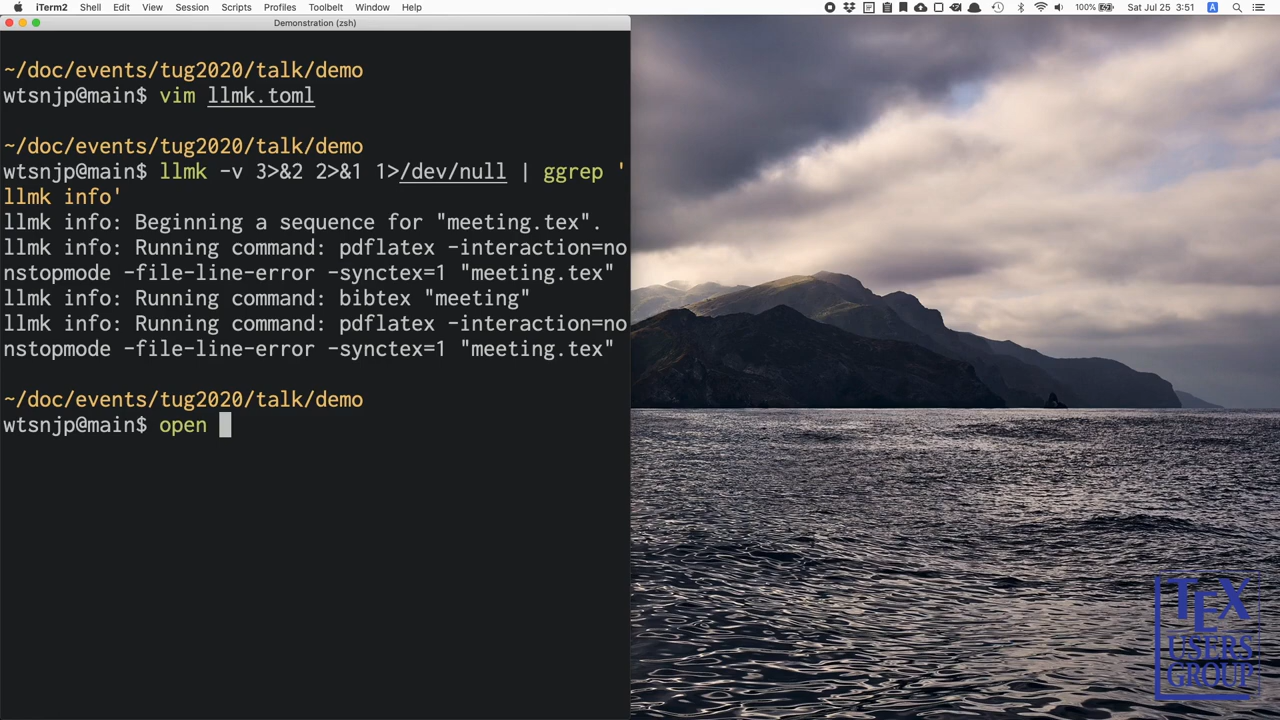 iTerm2 Shell Edit View Session Scripts Profiles Toolbelt Window Help 100% Sat Jul 25 3:51 A
Demonstration (zsh)
~/doc/events/tug2020/talk/demo
wtsnjp@main$ vim llmk.toml
~/doc/events/tug2020/talk/demo
wtsnjp@main$ llmk -v 3>&2 2>&1 1>/dev/null | ggrep '
llmk info'
llmk info: Beginning a sequence for "meeting.tex".
llmk info: Running command: pdflatex -interaction=no
nstopmode -file-line-error -synctex=1 "meeting.tex"
llmk info: Running command: bibtex "meeting"
llmk info: Running command: pdflatex -interaction=no
nstopmode -file-line-error -synctex=1 "meeting.tex"
~/doc/events/tug2020/talk/demo
wtsnjp@main$ open
TEX
USERS
GROUP